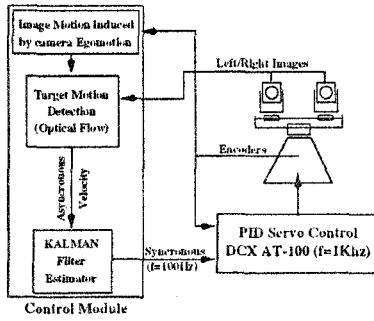 Image Motion Induced
by camera Egomotion
Target Motion
Detection
(Optical Flow)
Asyncronous
Velocity
KALMAN
Filter
Estimator
Control Module
Left/Right Images
Encoders
Syncronous
(f=100Hz)
PID Servo Control
DCX AT-100 (f=1Khz)